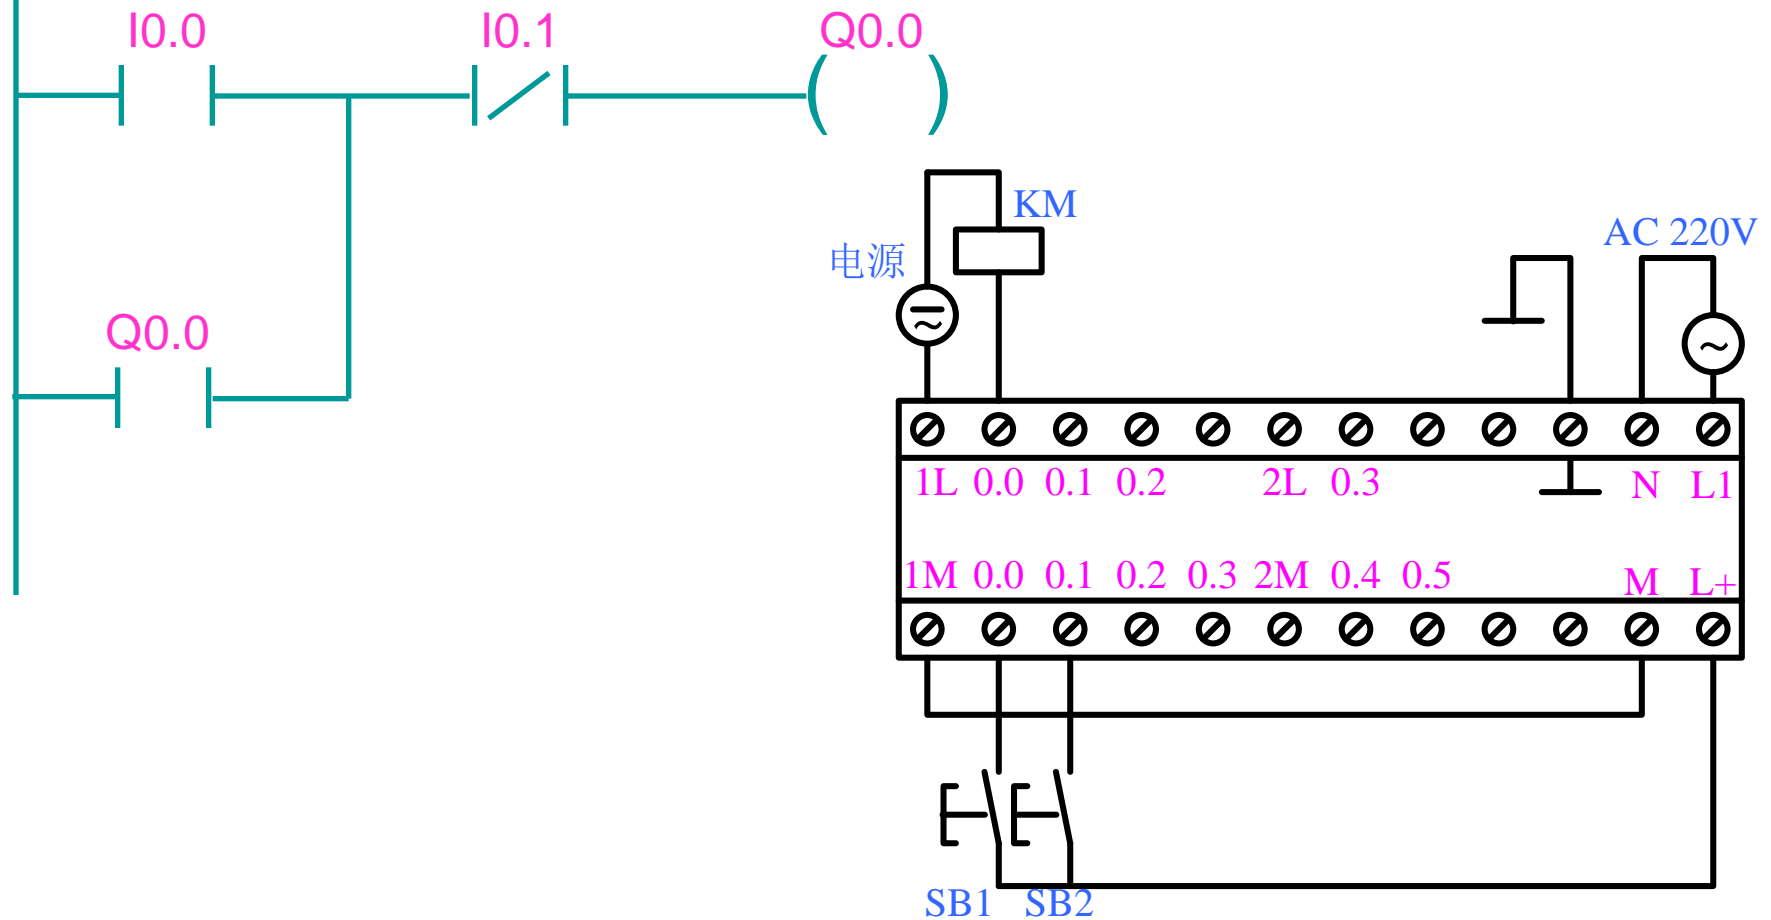 I0.0 I0.1 Q0.0
KM
AC 220V
电源
Q0.0
1L 0.0 0.1 0.2 2L 0.3 N L1
1M 0.0 0.1 0.2 0.3 2M 0.4 0.5 M L+
SB1 SB2